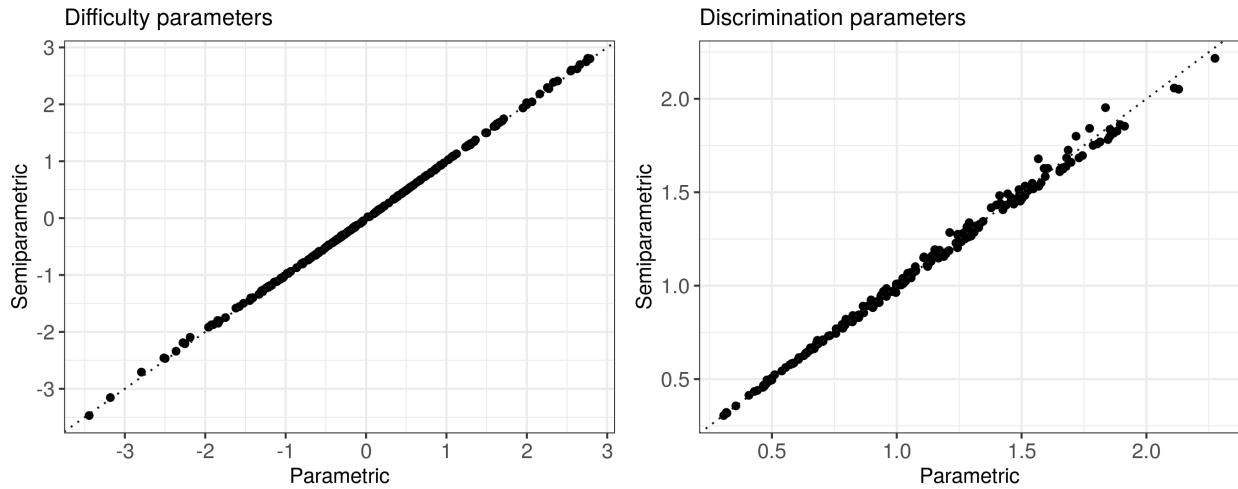 Difficulty parameters
3
2
1
0
-1
-2
-3
Semiparametric
-3 -2 -1 0 1 2 3
Parametric
Discrimination parameters
2.0
1.5
1.0
0.5
Semiparametric
0.5 1.0 1.5 2.0
Parametric